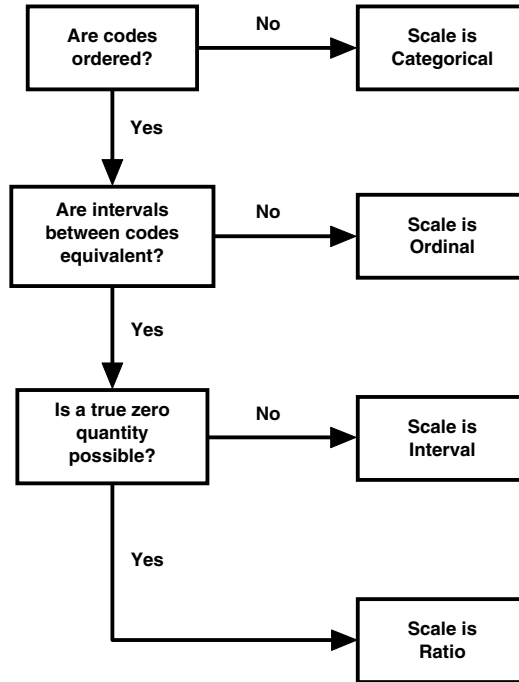 Are codes
ordered?
No
Scale is
Categorical
Yes
Are intervals
between codes
equivalent?
No
Scale is
Ordinal
Yes
Is a true zero
quantity
possible?
No
Scale is
Interval
Yes
Scale is
Ratio